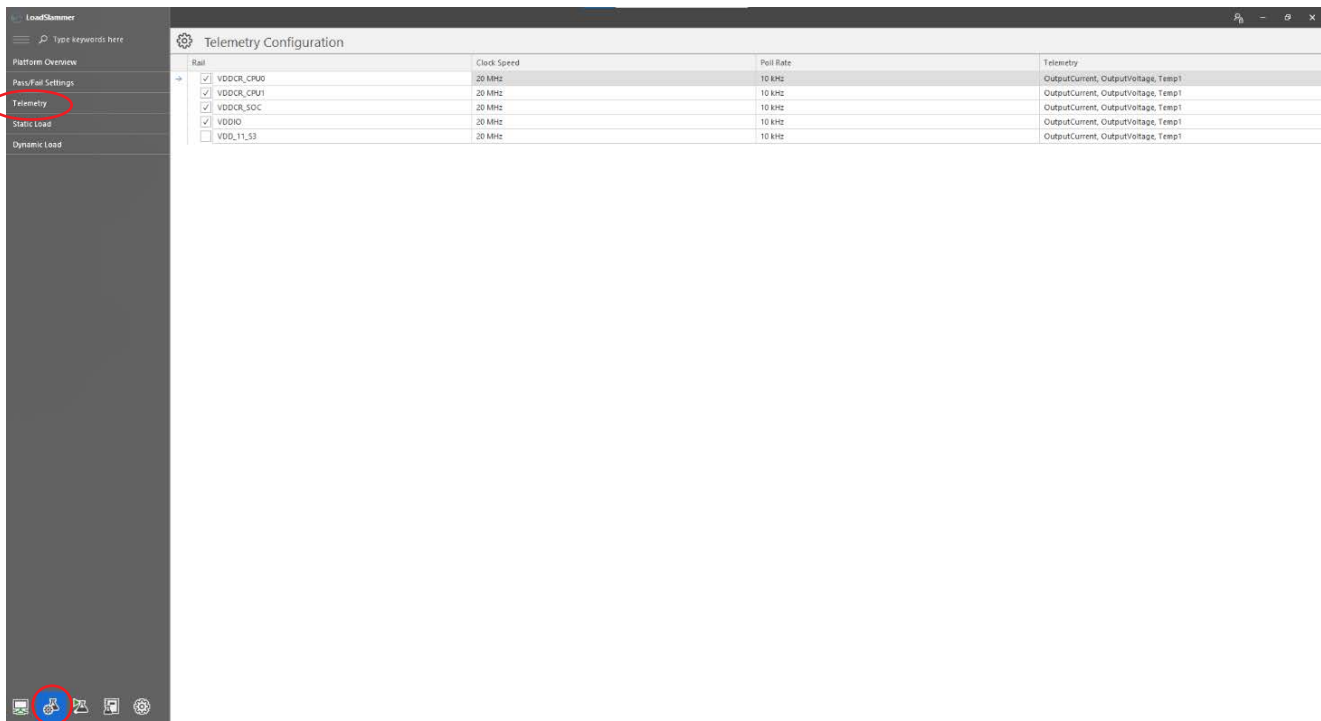 LoadSlammer
Type keywords here
Telemetry Configuration
Platform Overview
Pass/Fail Settings
Telemetry
Static Load
Dynamic Load
Rail Clock Speed Poll Rate Telemetry
VDDCR_CPU0 20 MHz 10 kHz OutputCurrent, OutputVoltage, Temp1
VDDCR_CPU1 20 MHz 10 kHz OutputCurrent, OutputVoltage, Temp1
VDDCR_SOC 20 MHz 10 kHz OutputCurrent, OutputVoltage, Temp1
VDDIO 20 MHz 10 kHz OutputCurrent, OutputVoltage, Temp1
VDD_11_S3 20 MHz 10 kHz OutputCurrent, OutputVoltage, Temp1